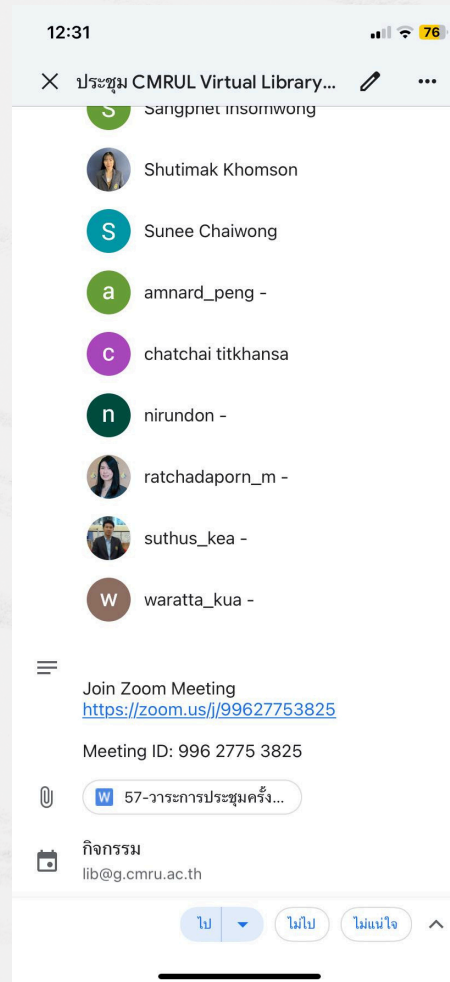 12:31
76
ประชุม CMRUL Virtual Library...
S Sangphet Insomwong
Shutimak Khomson
S Sunee Chaiwong
a amnard_peng -
c chatchai titkhansa
n nirundon -
ratchadaporn_m -
suthus_kea -
w waratta_kua -
Join Zoom Meeting
https://zoom.us/j/99627753825
Meeting ID: 996 2775 3825
W 57-วาระการประชุมครั้ง...
กิจกรรม
lib@g.cmru.ac.th
ไป ไม่ไป ไม่แน่ใจ